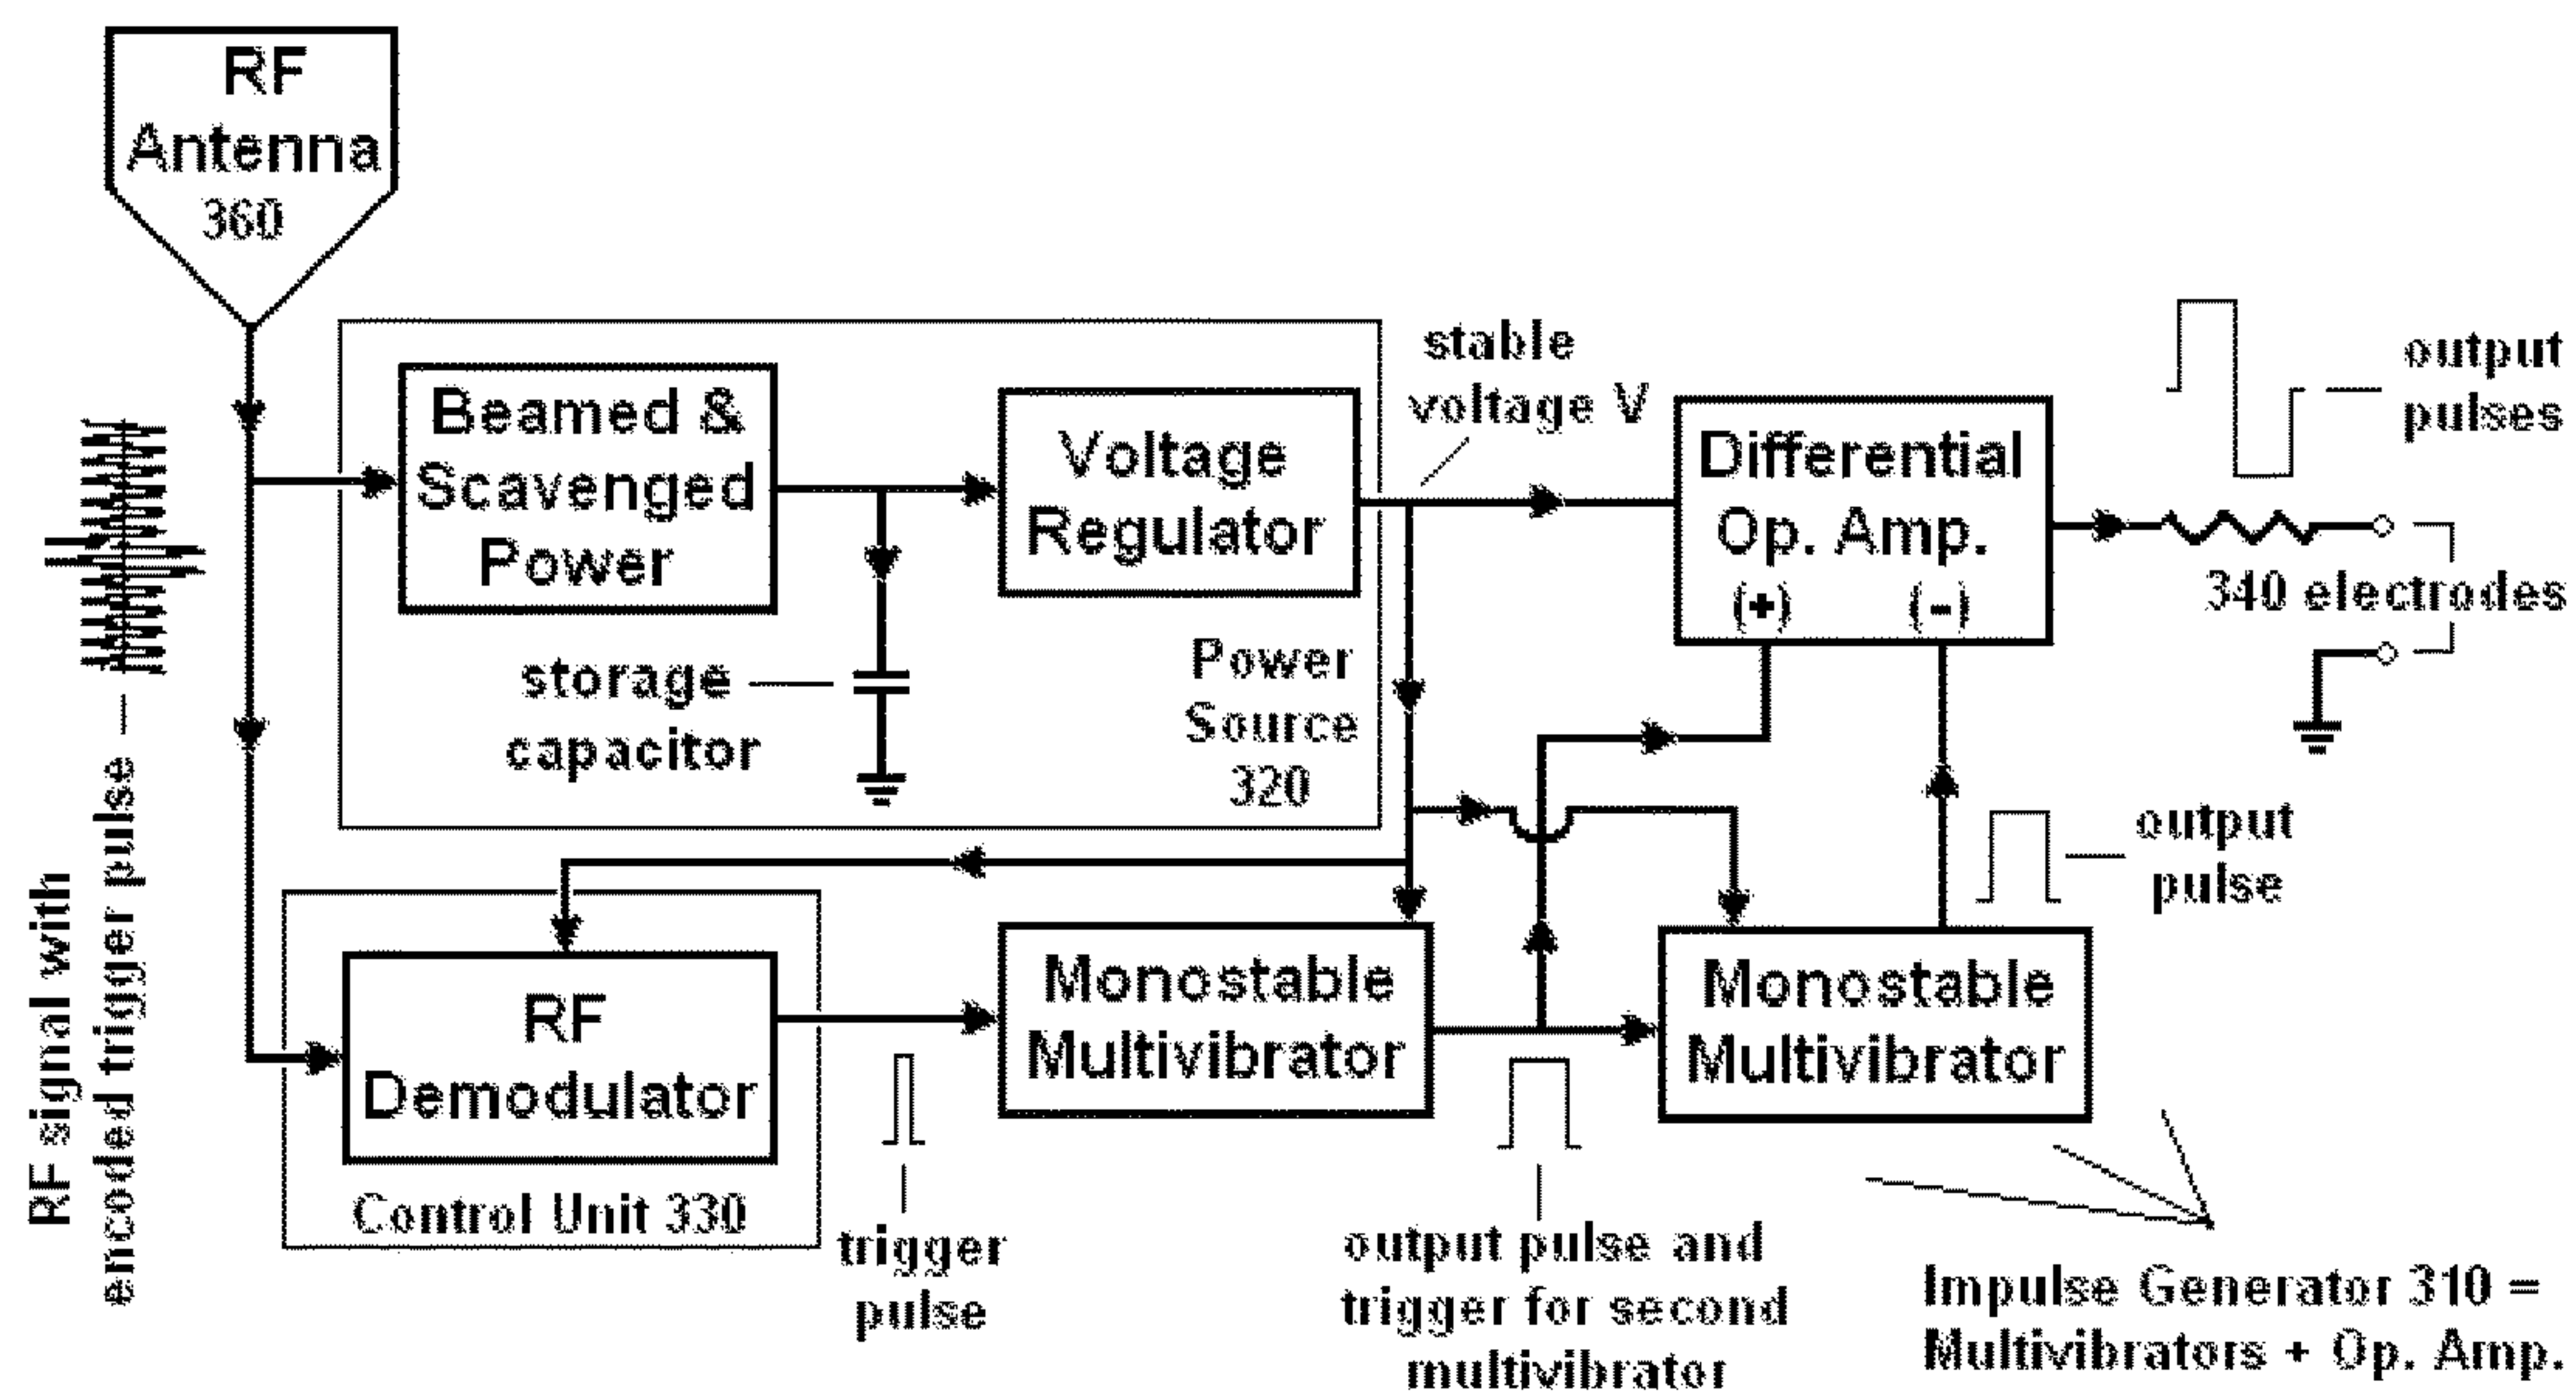 RF
Antenna
360
Beamed &
Scavenged
Power
Voltage
Regulator
stable
voltage V
Differential
Op. Amp.
(+) (-)
output
pulses
340 electrodes
storage
capacitor
Power
Source
320
RF signal with
encoded trigger pulse
RF
Demodulator
Control Unit 330
trigger
pulse
Monostable
Multivibrator
output pulse and
trigger for second
multivibrator
Monostable
Multivibrator
output
pulse
Impulse Generator 310 =
Multivibrators + Op. Amp.